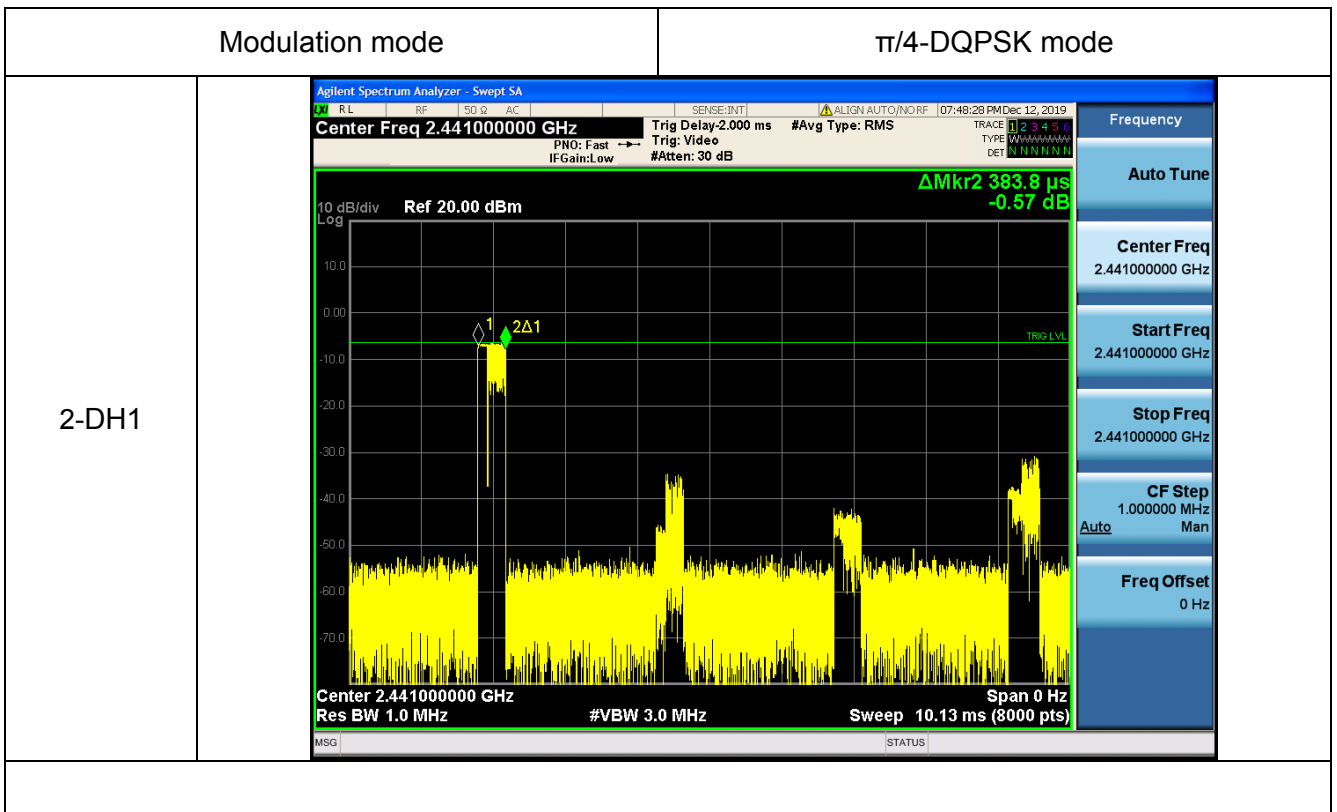 Modulation mode
π/4-DQPSK mode
2-DH1
Agilent Spectrum Analyzer - Swept SA
LXI RL RF 50 Ω AC SENSE:INT ALIGN AUTO/NO RF 07:48:28 PM Dec 12, 2019
Center Freq 2.441000000 GHz
PNO: Fast
IFGain:Low
Trig Delay-2.000 ms
Trig: Video
#Atten: 30 dB
#Avg Type: RMS
TRACE 1 2 3 4 5 6
TYPE WWWWWW
DET N N N N N N
ΔMkr2 383.8 µs
-0.57 dB
10 dB/div
Log
Ref 20.00 dBm
10.0
0.00
-10.0
-20.0
-30.0
-40.0
-50.0
-60.0
-70.0
1
2Δ1
TRIG LVL
Center 2.441000000 GHz
Span 0 Hz
Res BW 1.0 MHz
#VBW 3.0 MHz
Sweep 10.13 ms (8000 pts)
MSG
STATUS
Frequency
Auto Tune
Center Freq
2.441000000 GHz
Start Freq
2.441000000 GHz
Stop Freq
2.441000000 GHz
CF Step
1.000000 MHz
Auto Man
Freq Offset
0 Hz